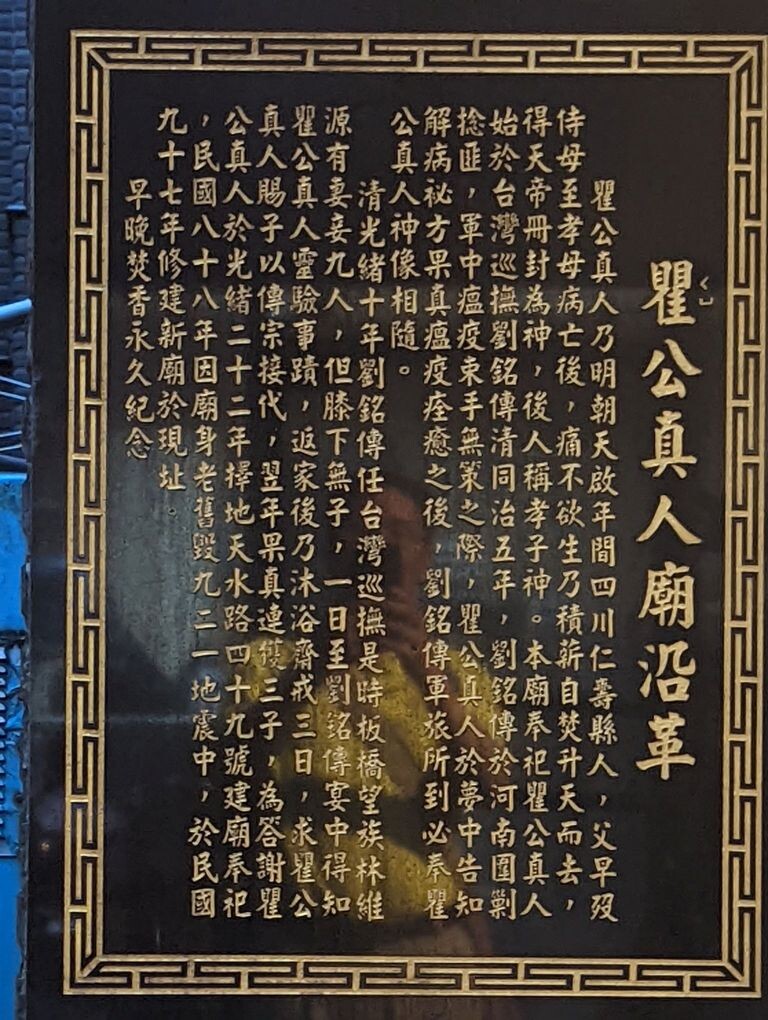 瞿公真人廟沿革
ㄑㄩ
瞿公真人乃明朝天啟年間四川仁壽縣人，父早歿
侍母至孝母病亡後，痛不欲生乃積薪自焚升天而去，
得天帝冊封為神，後人稱孝子神。本廟奉祀瞿公真人
始於台灣巡撫劉銘傳清同治五年，劉銘傳於河南圍剿
捻匪，軍中瘟疫束手無策之際，瞿公真人於夢中告知
解病祕方果真瘟疫痊癒之後，劉銘傳軍旅所到必奉瞿
公真人神像相隨。
清光緒十年劉銘傳任台灣巡撫是時板橋望族林維
源有妻妾九人，但膝下無子，一日至劉銘傳宴中得知
瞿公真人靈驗事蹟，返家後乃沐浴齋戒三日，求瞿公
真人賜子以傳宗接代，翌年果真連獲三子，為答謝瞿
公真人於光緒二十二年擇地天水路四十九號建廟奉祀
，民國八十八年因廟身老舊毀九二一地震中，於民國
九十七年修建新廟於現址。
早晚焚香永久紀念